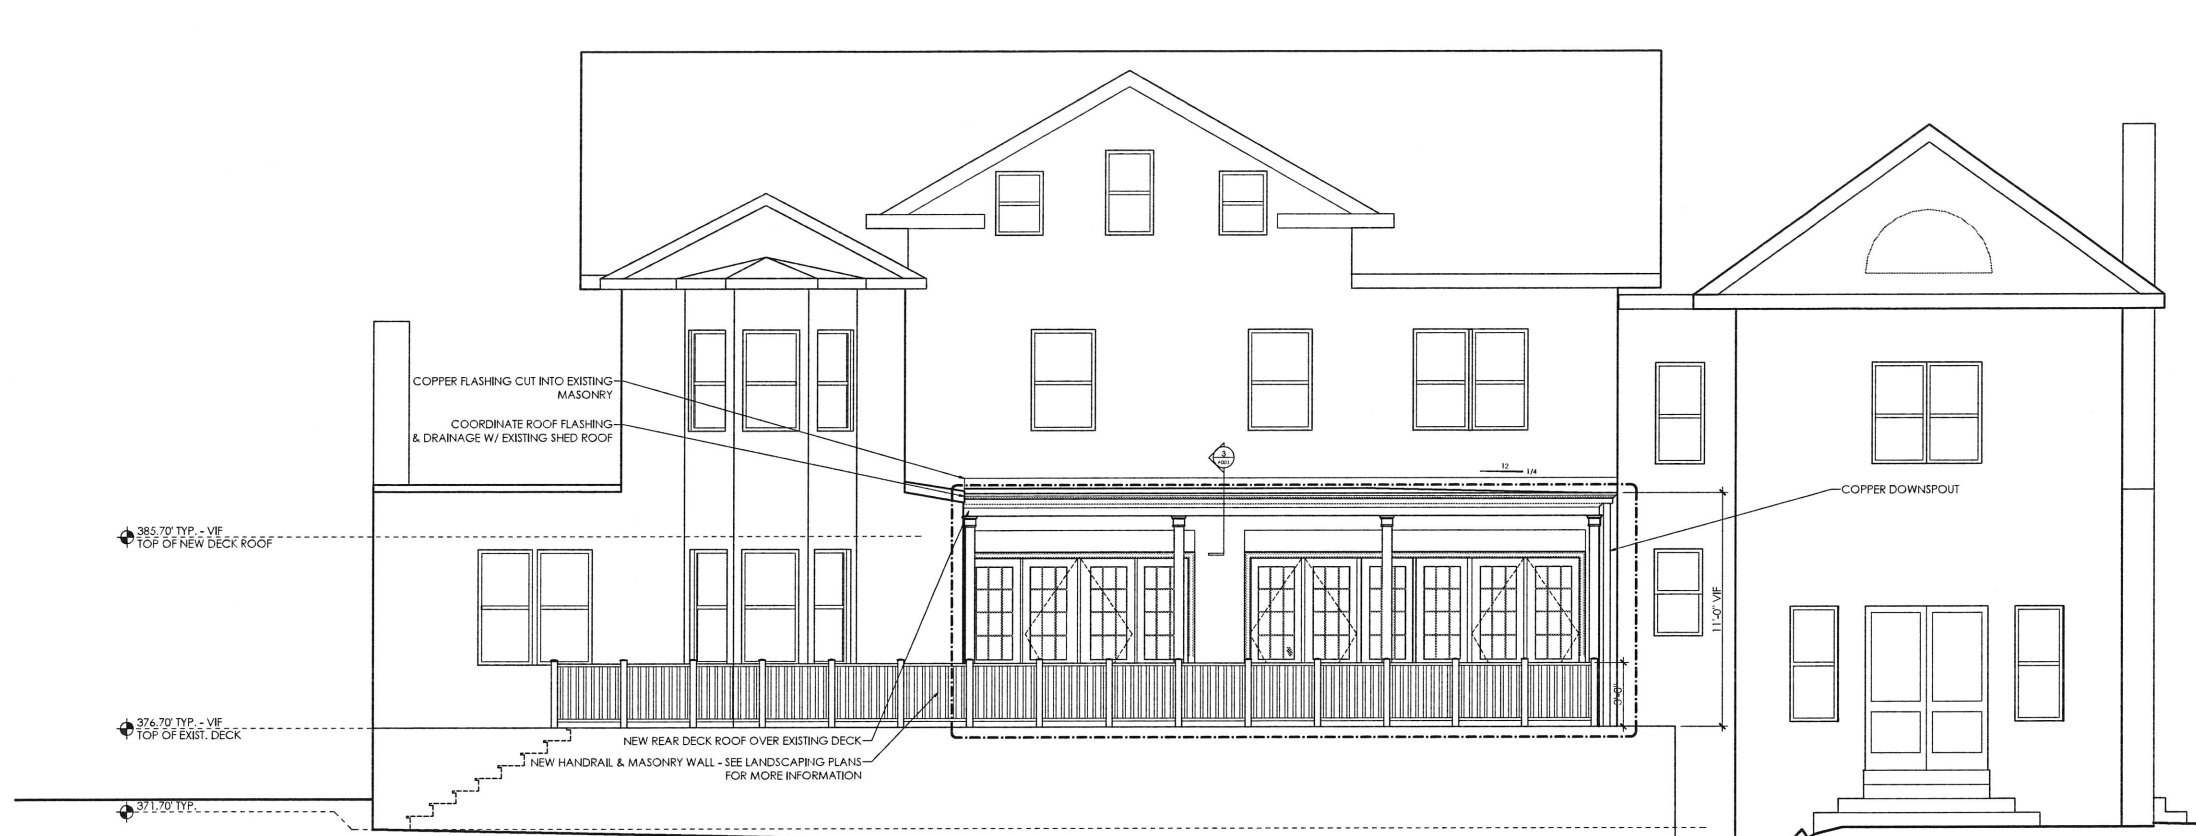 COPPER FLASHING CUT INTO EXISTING
MASONRY
COORDINATE ROOF FLASHING
& DRAINAGE W/ EXISTING SHED ROOF
3
A003
12
1/4
COPPER DOWNSPOUT
385.70' TYP. - VIF
TOP OF NEW DECK ROOF
11'-0" VIF
3'-0"
376.70' TYP. - VIF
TOP OF EXIST. DECK
NEW REAR DECK ROOF OVER EXISTING DECK
NEW HANDRAIL & MASONRY WALL - SEE LANDSCAPING PLANS
FOR MORE INFORMATION
371.70' TYP.